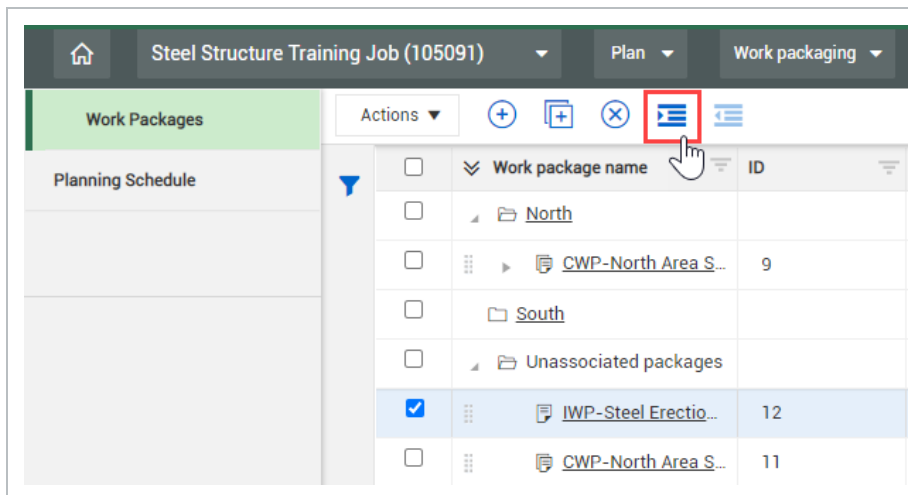 Steel Structure Training Job (105091) Plan Work packaging
Work Packages
Planning Schedule
Actions
Work package name ID
North
CWP-North Area S... 9
South
Unassociated packages
IWP-Steel Erectio... 12
CWP-North Area S... 11